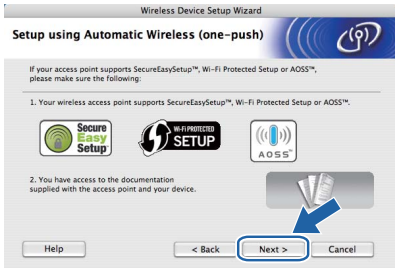 Wireless Device Setup Wizard
Setup using Automatic Wireless (one-push)
If your access point supports SecureEasySetup™, Wi-Fi Protected Setup or AOSS™,
please make sure the following:
1. Your wireless access point supports SecureEasySetup™, Wi-Fi Protected Setup or AOSS™.
Secure
Easy
Setup™
Wi-Fi PROTECTED
SETUP
AOSS™
2. You have access to the documentation
supplied with the access point and your device.
Help
< Back
Next >
Cancel